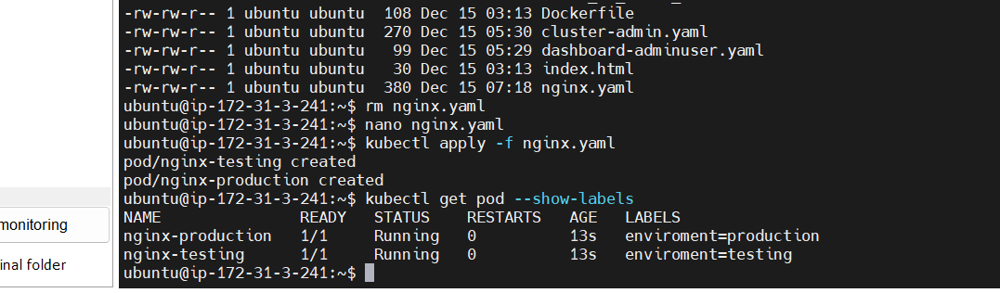 -rw-rw-r-- 1 ubuntu ubuntu  108 Dec 15 03:13 Dockerfile
-rw-rw-r-- 1 ubuntu ubuntu  270 Dec 15 05:30 cluster-admin.yaml
-rw-rw-r-- 1 ubuntu ubuntu   99 Dec 15 05:29 dashboard-adminuser.yaml
-rw-rw-r-- 1 ubuntu ubuntu   30 Dec 15 03:13 index.html
-rw-rw-r-- 1 ubuntu ubuntu  380 Dec 15 07:18 nginx.yaml
ubuntu@ip-172-31-3-241:~$ rm nginx.yaml
ubuntu@ip-172-31-3-241:~$ nano nginx.yaml
ubuntu@ip-172-31-3-241:~$ kubectl apply -f nginx.yaml
pod/nginx-testing created
pod/nginx-production created
ubuntu@ip-172-31-3-241:~$ kubectl get pod --show-labels
NAME               READY   STATUS    RESTARTS   AGE   LABELS
nginx-production   1/1     Running   0          13s   enviroment=production
nginx-testing      1/1     Running   0          13s   enviroment=testing
ubuntu@ip-172-31-3-241:~$
monitoring
inal folder